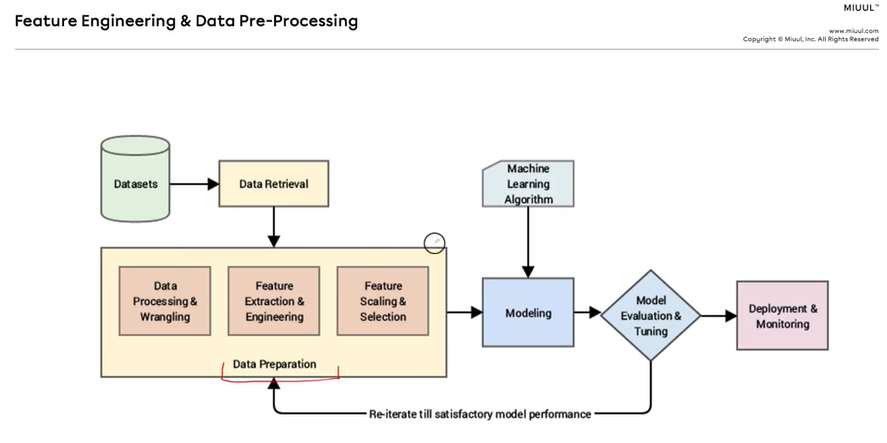 Feature Engineering & Data Pre-Processing
MIUUL™
www.miuul.com
Copyright © Miuul, Inc. All Rights Reserved
Datasets
Data Retrieval
Machine
Learning
Algorithm
Data
Processing &
Wrangling
Feature
Extraction &
Engineering
Feature
Scaling &
Selection
Data Preparation
Modeling
Model
Evaluation &
Tuning
Deployment &
Monitoring
Re-iterate till satisfactory model performance